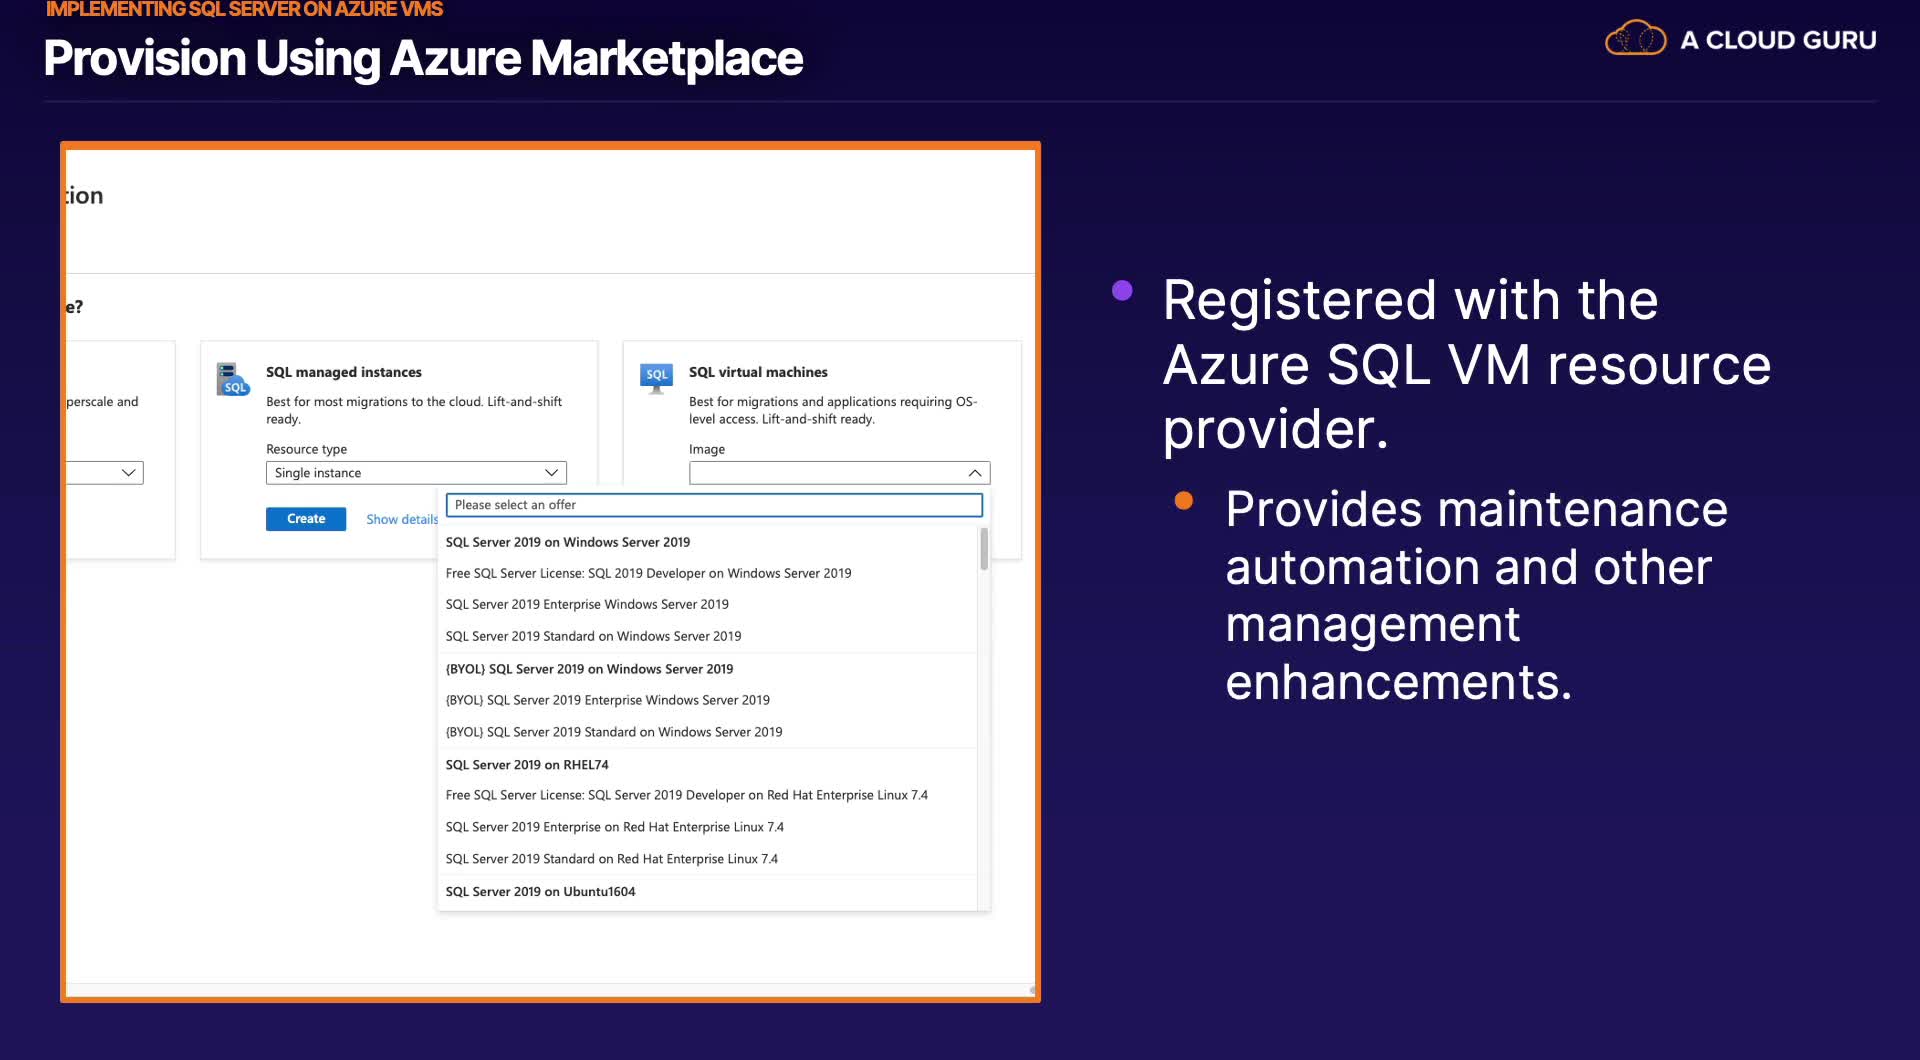 IMPLEMENTING SQL SERVER ON AZURE VMS
Provision Using Azure Marketplace
A CLOUD GURU
tion
e?
perscale and
SQL managed instances
Best for most migrations to the cloud. Lift-and-shift
ready.
Resource type
Single instance
Create
Show details
SQL
SQL virtual machines
Best for migrations and applications requiring OS-
level access. Lift-and-shift ready.
Image
SQL
Please select an offer
SQL Server 2019 on Windows Server 2019
Free SQL Server License: SQL 2019 Developer on Windows Server 2019
SQL Server 2019 Enterprise Windows Server 2019
SQL Server 2019 Standard on Windows Server 2019
{BYOL} SQL Server 2019 on Windows Server 2019
{BYOL} SQL Server 2019 Enterprise Windows Server 2019
{BYOL} SQL Server 2019 Standard on Windows Server 2019
SQL Server 2019 on RHEL74
Free SQL Server License: SQL Server 2019 Developer on Red Hat Enterprise Linux 7.4
SQL Server 2019 Enterprise on Red Hat Enterprise Linux 7.4
SQL Server 2019 Standard on Red Hat Enterprise Linux 7.4
SQL Server 2019 on Ubuntu1604
Registered with the
Azure SQL VM resource
provider.
Provides maintenance
automation and other
management
enhancements.